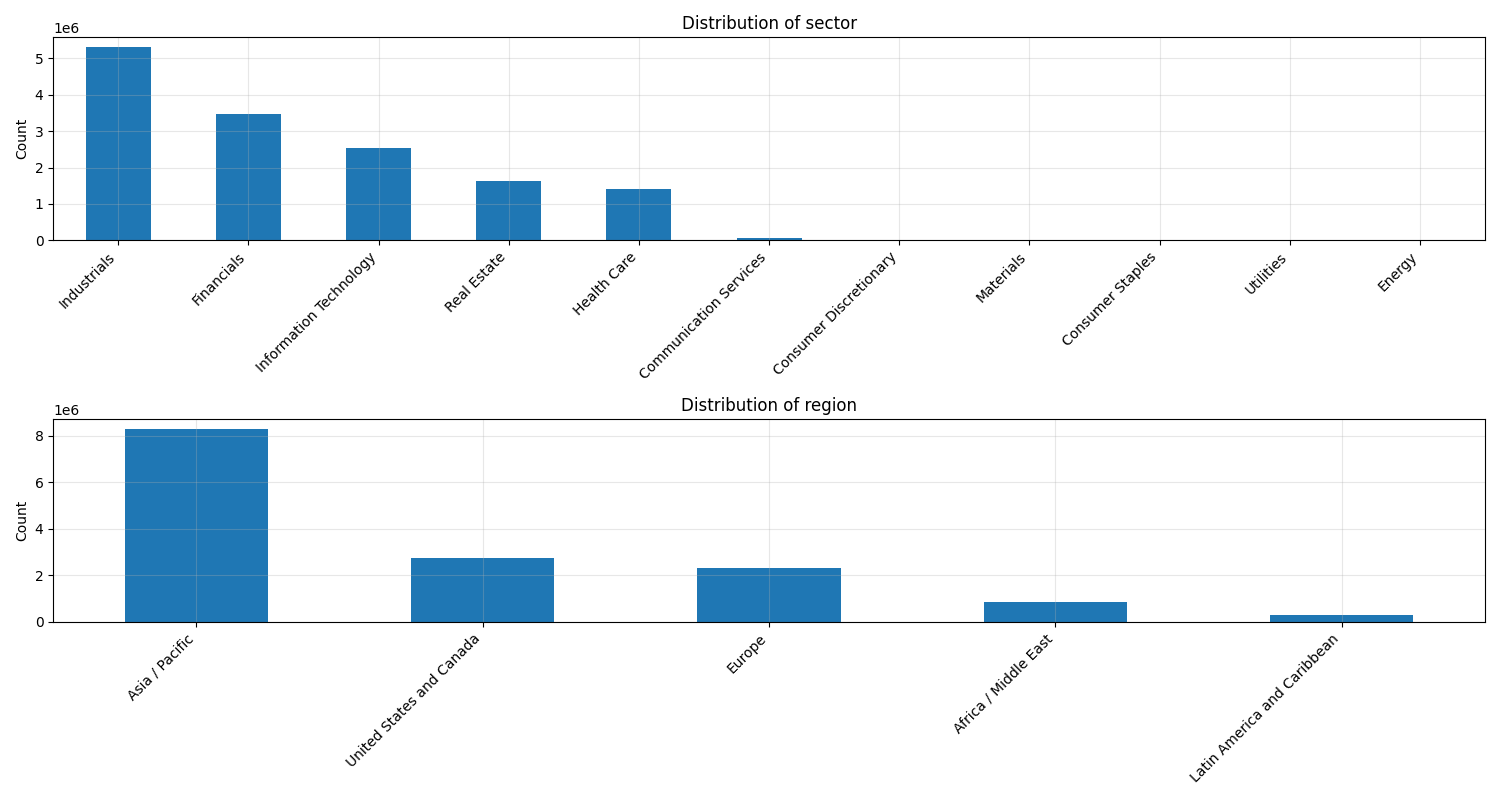 Distribution of sector
1e6
5
4
3
2
1
0
Count
Industrials
Financials
Information Technology
Real Estate
Health Care
Communication Services
Consumer Discretionary
Materials
Consumer Staples
Utilities
Energy
Distribution of region
1e6
8
6
4
2
0
Count
Asia / Pacific
United States and Canada
Europe
Africa / Middle East
Latin America and Caribbean